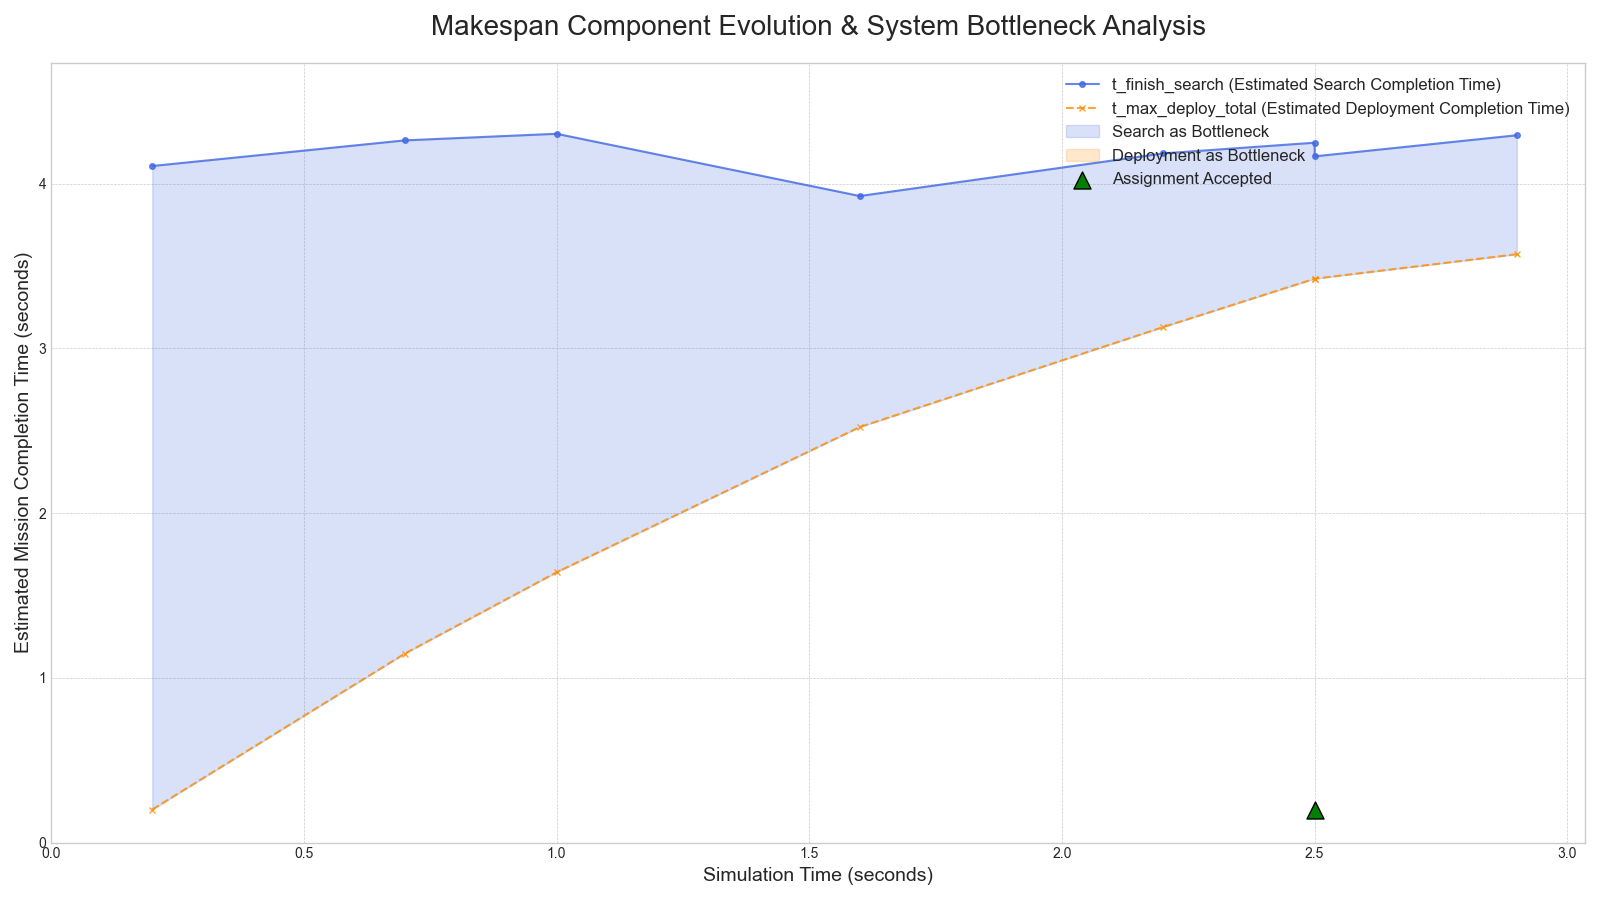 Makespan Component Evolution & System Bottleneck Analysis
t_finish_search (Estimated Search Completion Time)
t_max_deploy_total (Estimated Deployment Completion Time)
Search as Bottleneck
Deployment as Bottleneck
Assignment Accepted
Estimated Mission Completion Time (seconds)
4
3
2
1
0
0.0 0.5 1.0 1.5 2.0 2.5 3.0
Simulation Time (seconds)